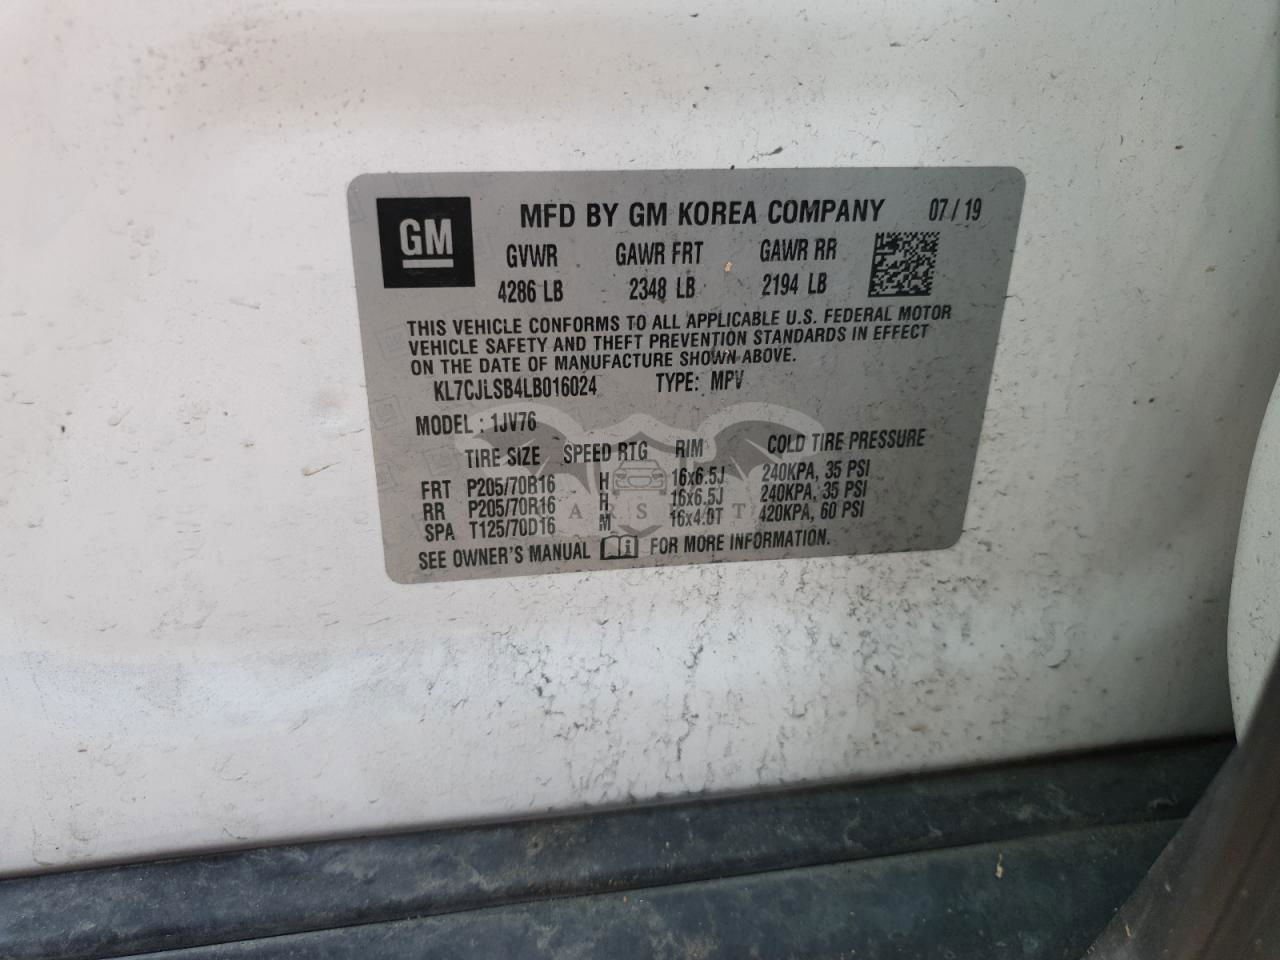 GM MFD BY GM KOREA COMPANY 07/19
GVWR GAWR FRT GAWR RR
4286 LB 2348 LB 2194 LB
THIS VEHICLE CONFORMS TO ALL APPLICABLE U.S. FEDERAL MOTOR
VEHICLE SAFETY AND THEFT PREVENTION STANDARDS IN EFFECT
ON THE DATE OF MANUFACTURE SHOWN ABOVE.
KL7CJLSB4LB016024 TYPE: MPV
MODEL : 1JV76
TIRE SIZE SPEED RTG RIM COLD TIRE PRESSURE
FRT P205/70R16 H 16x6.5J 240KPA, 35 PSI
RR P205/70R16 H 16x6.5J 240KPA, 35 PSI
SPA T125/70D16 M 16x4.0T 420KPA, 60 PSI
SEE OWNER'S MANUAL FOR MORE INFORMATION.